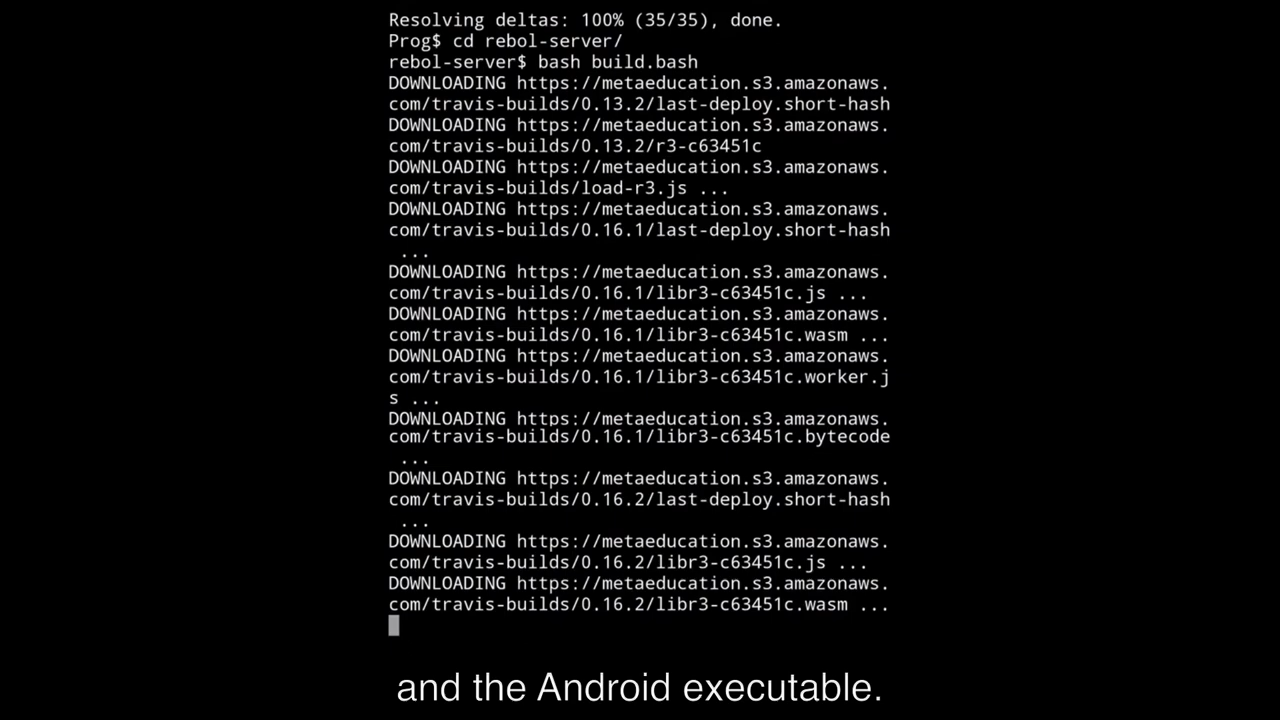 Resolving deltas: 100% (35/35), done.
Prog$ cd rebol-server/
rebol-server$ bash build.bash
DOWNLOADING https://metaeducation.s3.amazonaws.
com/travis-builds/0.13.2/last-deploy.short-hash
DOWNLOADING https://metaeducation.s3.amazonaws.
com/travis-builds/0.13.2/r3-c63451c
DOWNLOADING https://metaeducation.s3.amazonaws.
com/travis-builds/load-r3.js ...
DOWNLOADING https://metaeducation.s3.amazonaws.
com/travis-builds/0.16.1/last-deploy.short-hash
...
DOWNLOADING https://metaeducation.s3.amazonaws.
com/travis-builds/0.16.1/libr3-c63451c.js ...
DOWNLOADING https://metaeducation.s3.amazonaws.
com/travis-builds/0.16.1/libr3-c63451c.wasm ...
DOWNLOADING https://metaeducation.s3.amazonaws.
com/travis-builds/0.16.1/libr3-c63451c.worker.j
s ...
DOWNLOADING https://metaeducation.s3.amazonaws.
com/travis-builds/0.16.1/libr3-c63451c.bytecode
...
DOWNLOADING https://metaeducation.s3.amazonaws.
com/travis-builds/0.16.2/last-deploy.short-hash
...
DOWNLOADING https://metaeducation.s3.amazonaws.
com/travis-builds/0.16.2/libr3-c63451c.js ...
DOWNLOADING https://metaeducation.s3.amazonaws.
com/travis-builds/0.16.2/libr3-c63451c.wasm ...
and the Android executable.